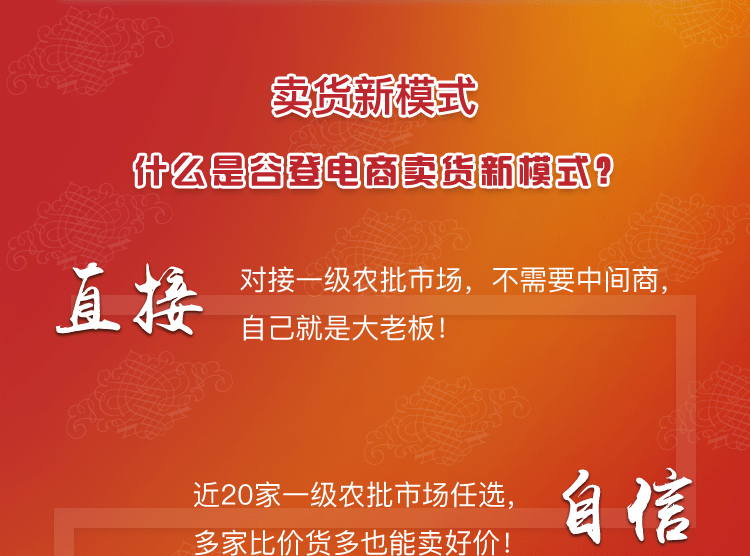 卖货新模式
什么是谷登电商卖货新模式?
直接
对接一级农批市场，不需要中间商，
自己就是大老板！
近20家一级农批市场任选，
多家比价货多也能卖好价！
自信